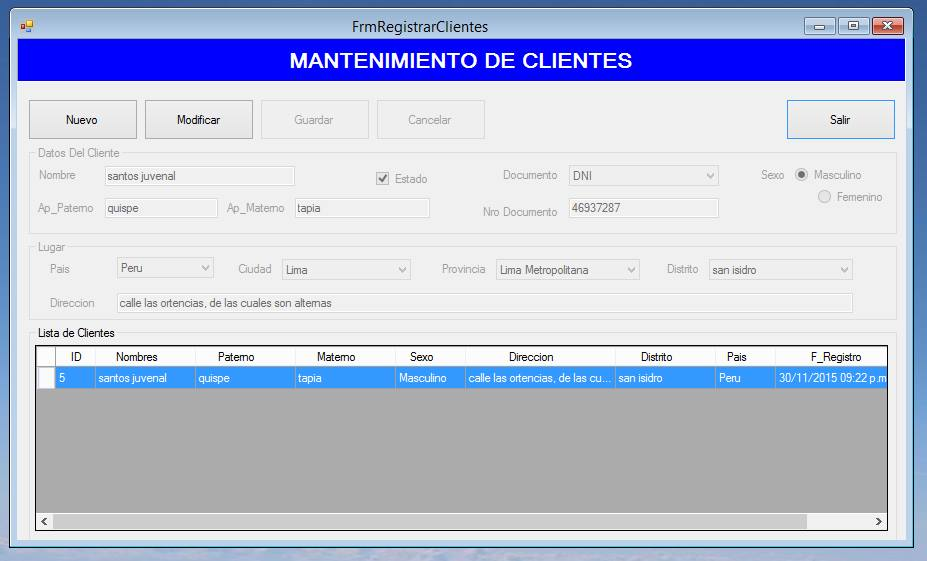 FrmRegistrarClientes
MANTENIMIENTO DE CLIENTES
Nuevo Modificar Guardar Cancelar Salir
Datos Del Cliente
Nombre santos juvenal Estado Documento DNI Sexo Masculino
Femenino
Ap_Paterno quispe Ap_Materno tapia Nro Documento 46937287
Lugar
Pais Peru Ciudad Lima Provincia Lima Metropolitana Distrito san isidro
Direccion calle las ortencias, de las cuales son alternas
Lista de Clientes
ID Nombres Paterno Materno Sexo Direccion Distrito Pais F_Registro
5 santos juvenal quispe tapia Masculino calle las ortencias, de las cu... san isidro Peru 30/11/2015 09:22 p.m